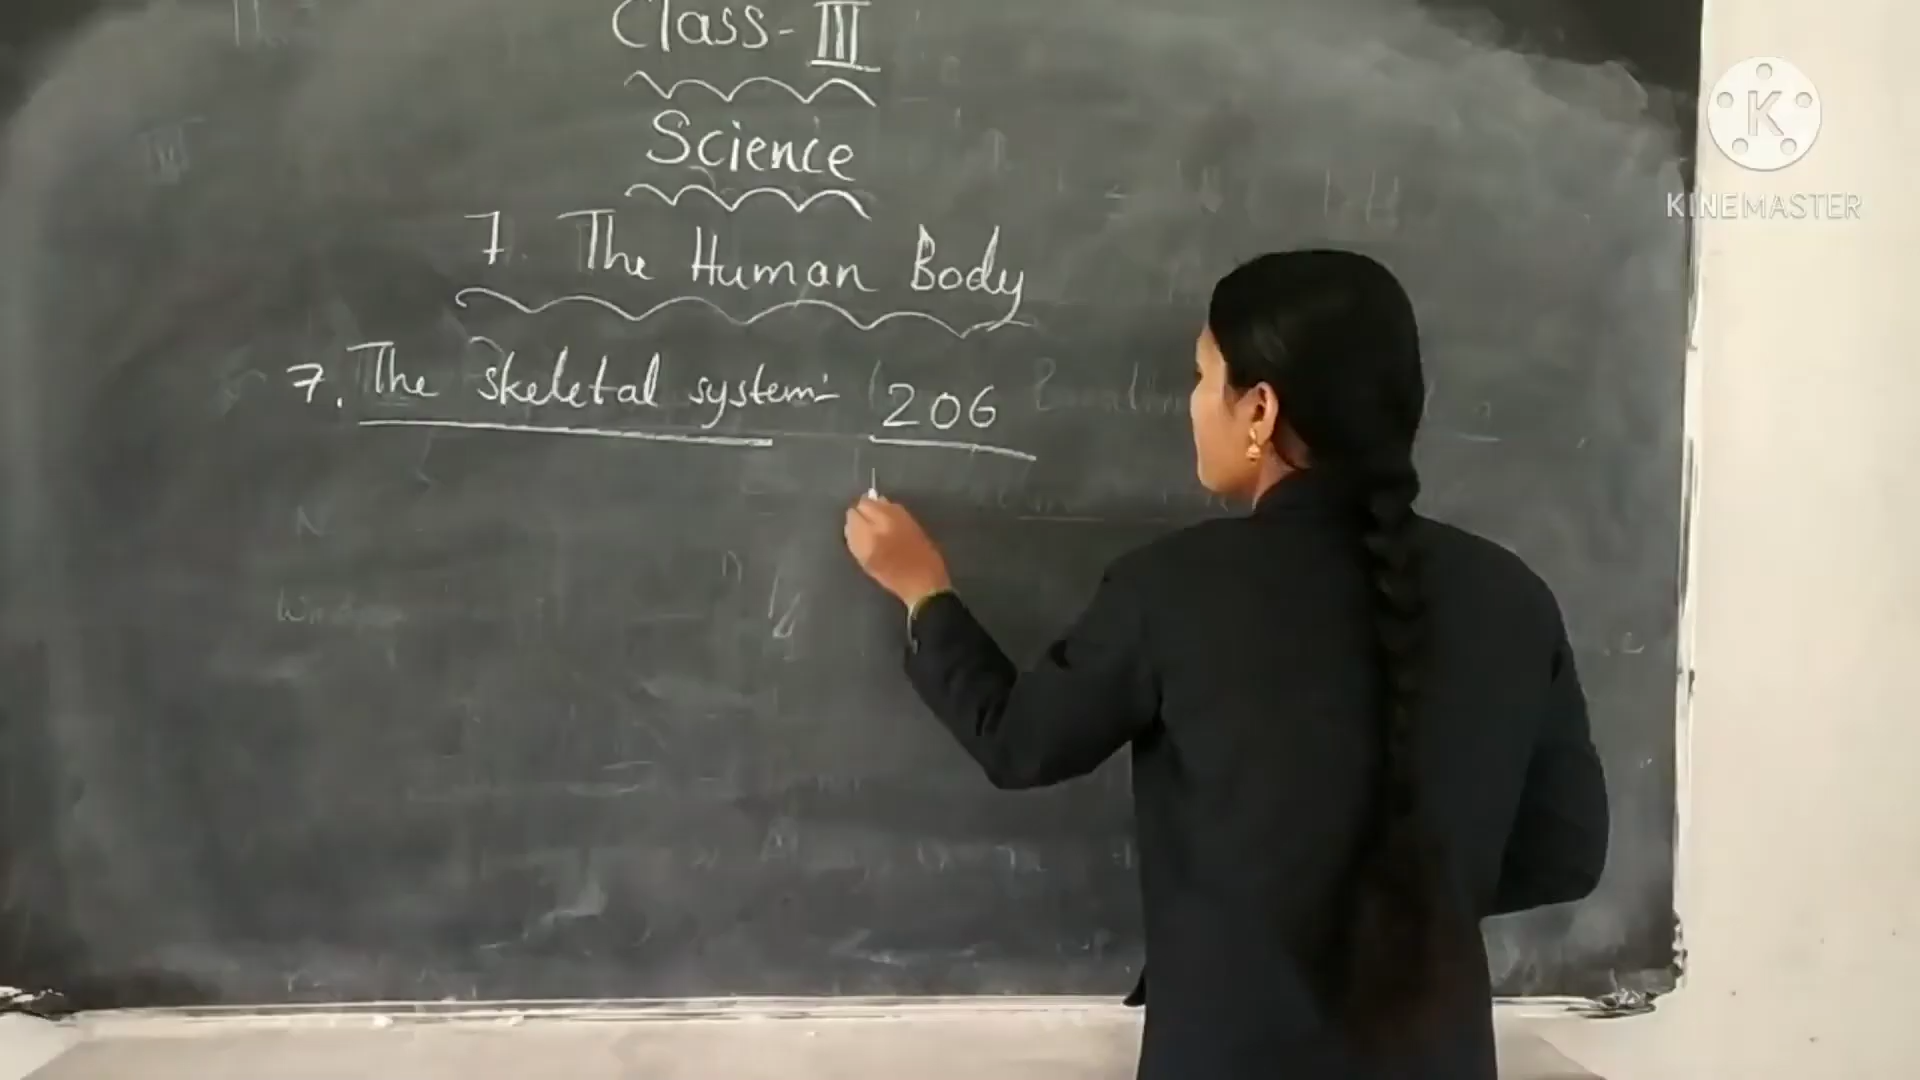 Class - III
Science
7. The Human Body
7. The skeletal system:- 206
K
KINEMASTER